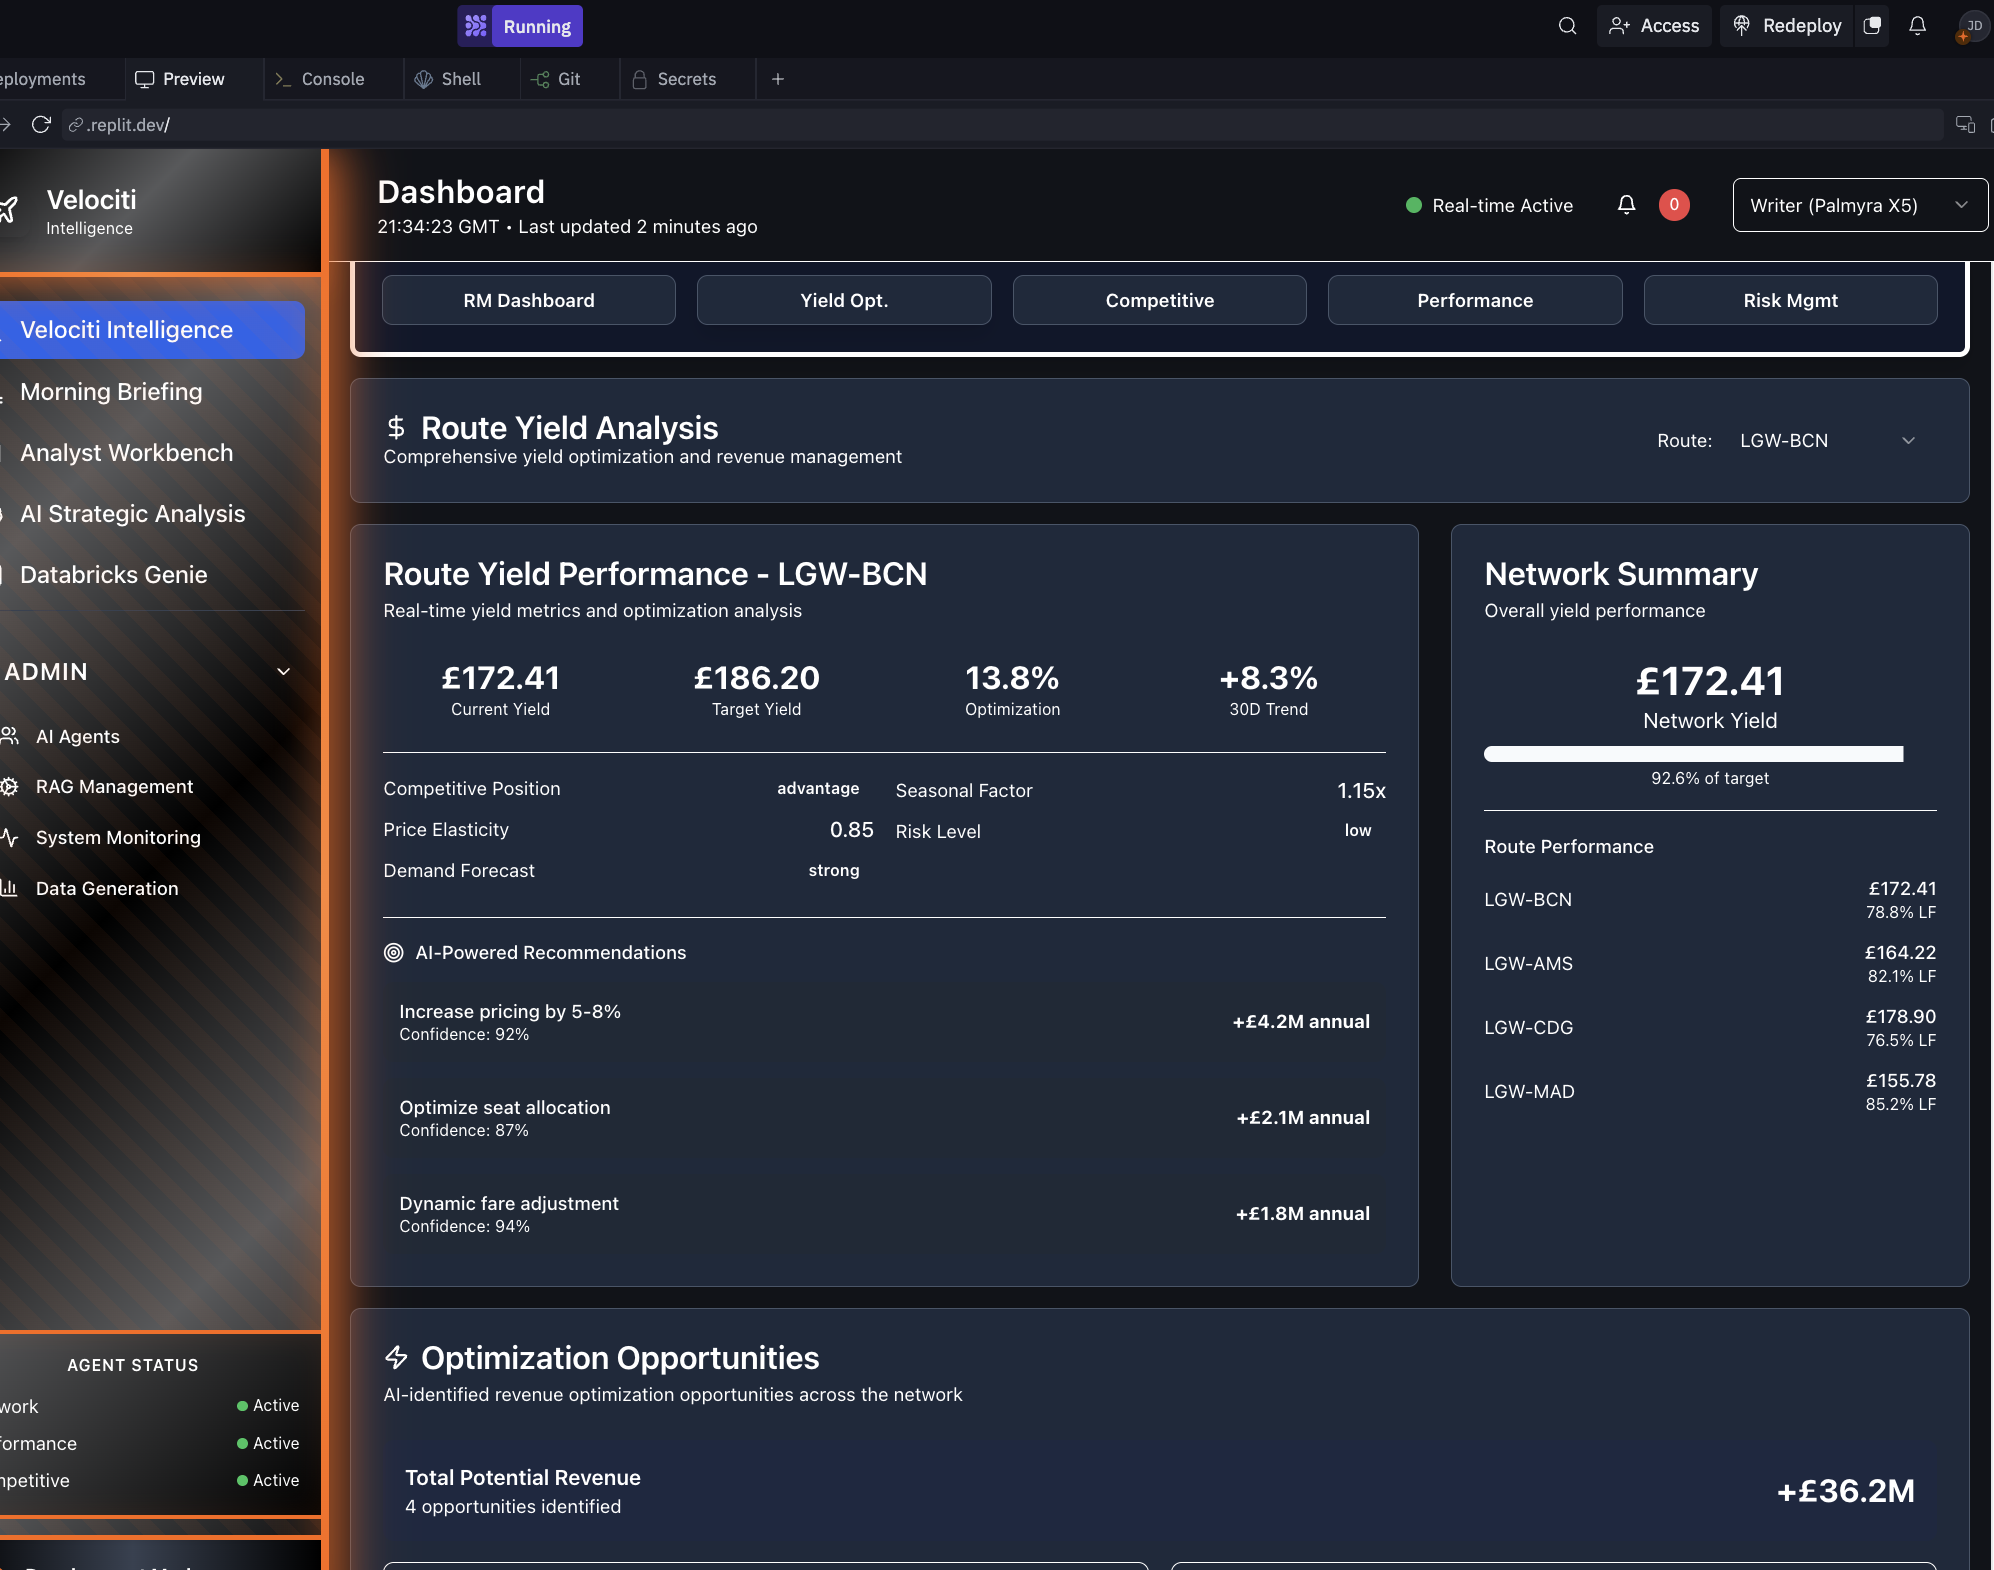 Running
Access
Redeploy
JD
eployments
Preview
Console
Shell
Git
Secrets
.replit.dev/
Velociti
Intelligence
Dashboard
21:34:23 GMT • Last updated 2 minutes ago
Real-time Active
0
Writer (Palmyra X5)
Velociti Intelligence
Morning Briefing
Analyst Workbench
AI Strategic Analysis
Databricks Genie
ADMIN
AI Agents
RAG Management
System Monitoring
Data Generation
AGENT STATUS
work
Active
formance
Active
mpetitive
Active
RM Dashboard
Yield Opt.
Competitive
Performance
Risk Mgmt
Route Yield Analysis
Comprehensive yield optimization and revenue management
Route:
LGW-BCN
Route Yield Performance - LGW-BCN
Real-time yield metrics and optimization analysis
£172.41
Current Yield
£186.20
Target Yield
13.8%
Optimization
+8.3%
30D Trend
Competitive Position
advantage
Seasonal Factor
1.15x
Price Elasticity
0.85
Risk Level
low
Demand Forecast
strong
AI-Powered Recommendations
Increase pricing by 5-8%
Confidence: 92%
+£4.2M annual
Optimize seat allocation
Confidence: 87%
+£2.1M annual
Dynamic fare adjustment
Confidence: 94%
+£1.8M annual
Network Summary
Overall yield performance
£172.41
Network Yield
92.6% of target
Route Performance
LGW-BCN
£172.41
78.8% LF
LGW-AMS
£164.22
82.1% LF
LGW-CDG
£178.90
76.5% LF
LGW-MAD
£155.78
85.2% LF
Optimization Opportunities
AI-identified revenue optimization opportunities across the network
Total Potential Revenue
4 opportunities identified
+£36.2M